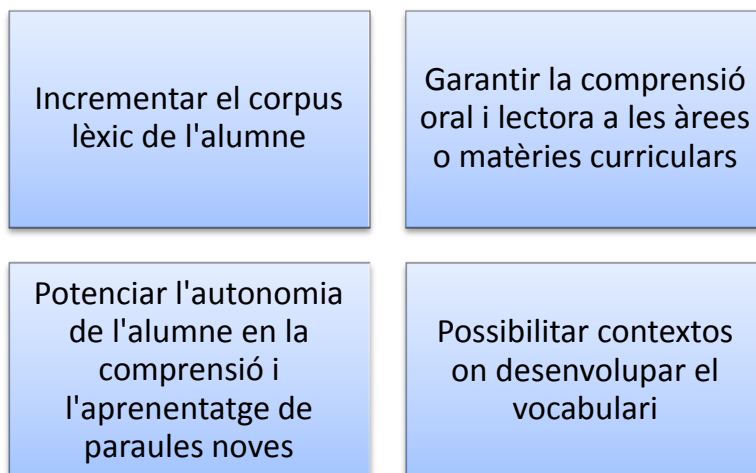 Incrementar el corpus
lèxic de l'alumne
Garantir la comprensió
oral i lectora a les àrees
o matèries curriculars
Potenciar l'autonomia
de l'alumne en la
comprensió i
l'aprenentatge de
paraules noves
Possibilitar contextos
on desenvolupar el
vocabulari